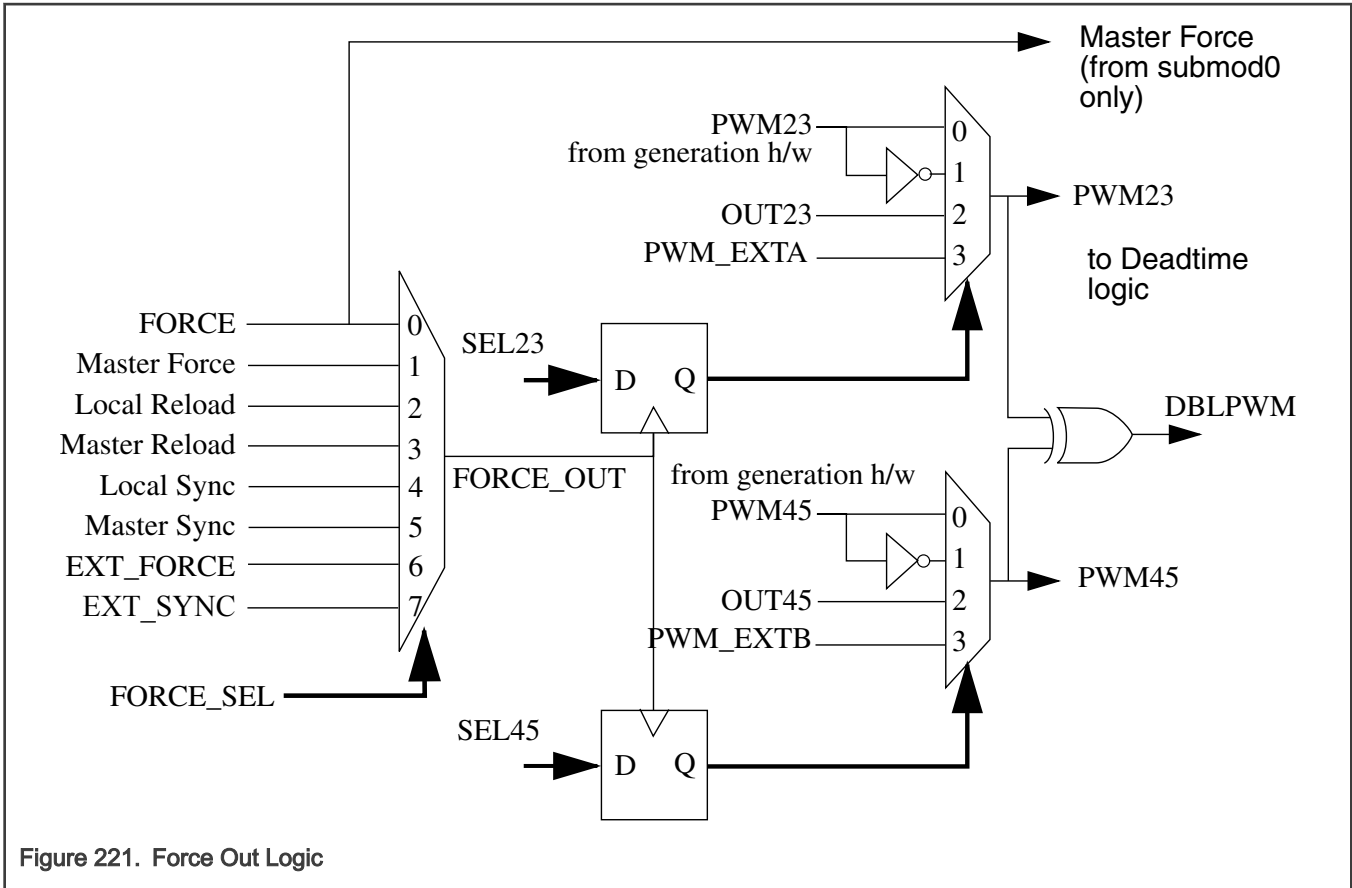 Master Force
(from submod0
only)
PWM23
from generation h/w
0
1
2
3
OUT23
PWM_EXTA
PWM23
to Deadtime
logic
FORCE
Master Force
Local Reload
Master Reload
Local Sync
Master Sync
EXT_FORCE
EXT_SYNC
0
1
2
3
4
5
6
7
FORCE_SEL
FORCE_OUT
SEL23
D Q
DBLPWM
from generation h/w
PWM45
0
1
2
3
OUT45
PWM_EXTB
PWM45
SEL45
D Q
Figure 221. Force Out Logic